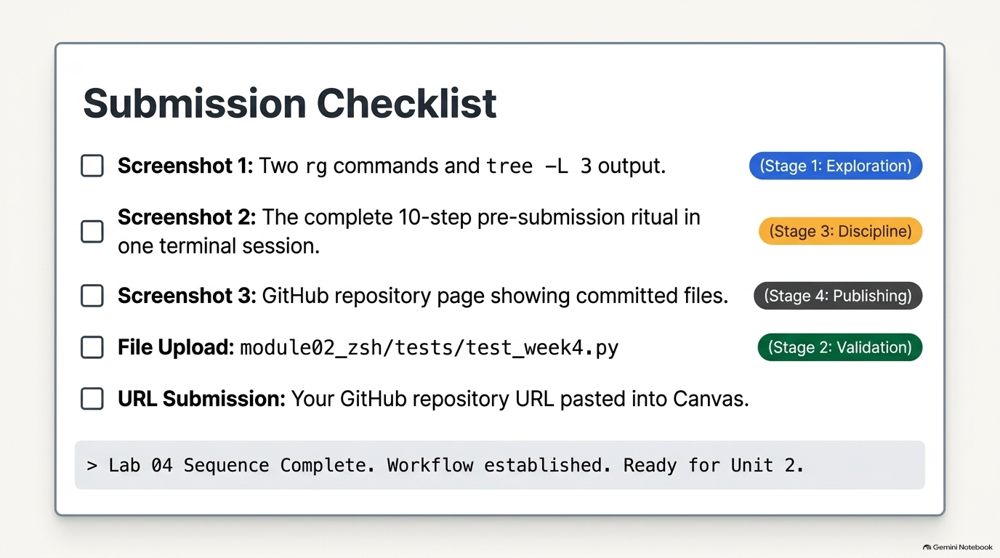 Submission Checklist
Screenshot 1: Two rg commands and tree –L 3 output.
(Stage 1: Exploration)
Screenshot 2: The complete 10-step pre-submission ritual in
one terminal session.
(Stage 3: Discipline)
Screenshot 3: GitHub repository page showing committed files.
(Stage 4: Publishing)
File Upload: module02_zsh/tests/test_week4.py
(Stage 2: Validation)
URL Submission: Your GitHub repository URL pasted into Canvas.
> Lab 04 Sequence Complete. Workflow established. Ready for Unit 2.
Gemini Notebook